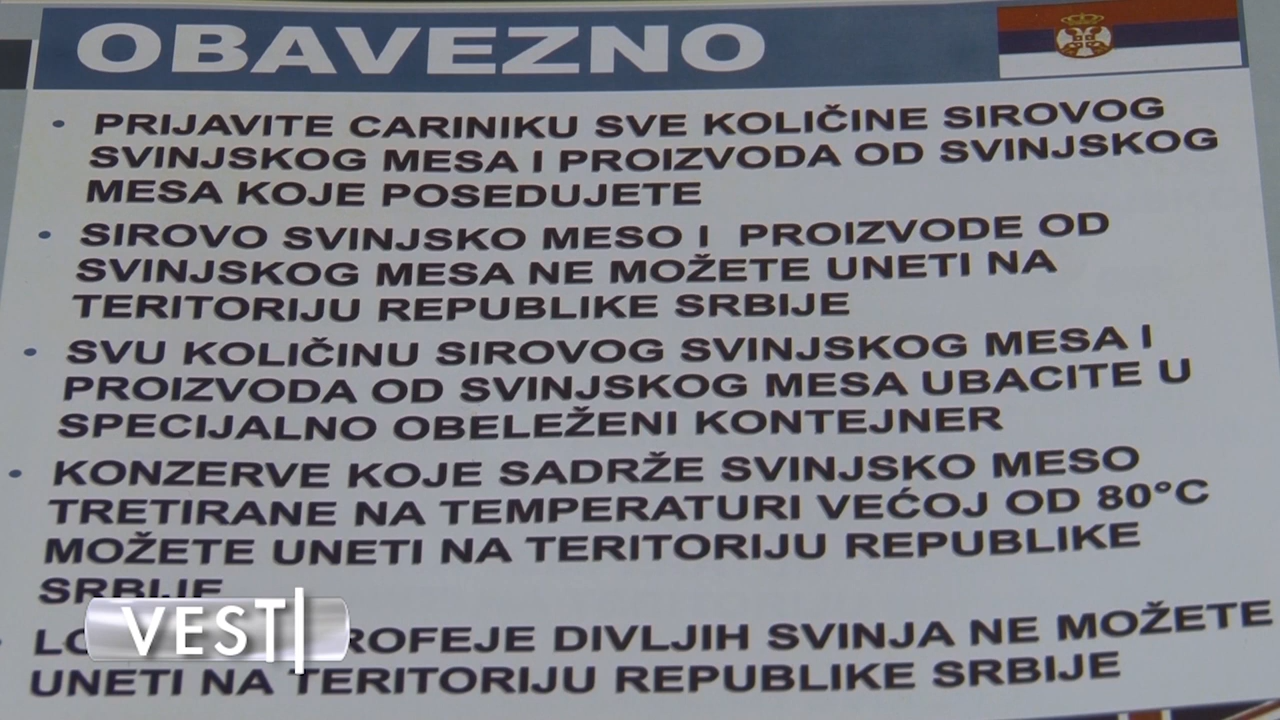 OBAVEZNO
• PRIJAVITE CARINIKU SVE KOLIČINE SIROVOG
SVINJSKOG MESA I PROIZVODA OD SVINJSKOG
MESA KOJE POSEDUJETE
• SIROVO SVINJSKO MESO I PROIZVODE OD
SVINJSKOG MESA NE MOŽETE UNETI NA
TERITORIJU REPUBLIKE SRBIJE
• SVU KOLIČINU SIROVOG SVINJSKOG MESA I
PROIZVODA OD SVINJSKOG MESA UBACITE U
SPECIJALNO OBELEŽENI KONTEJNER
• KONZERVE KOJE SADRŽE SVINJSKO MESO
TRETIRANE NA TEMPERATURI VEĆOJ OD 80°C
MOŽETE UNETI NA TERITORIJU REPUBLIKE
SRBIJE
DIVLJIH SVINJA NE MOŽETE
UNETI NA TERITORIJU REPUBLIKE SRBIJE
VESTI